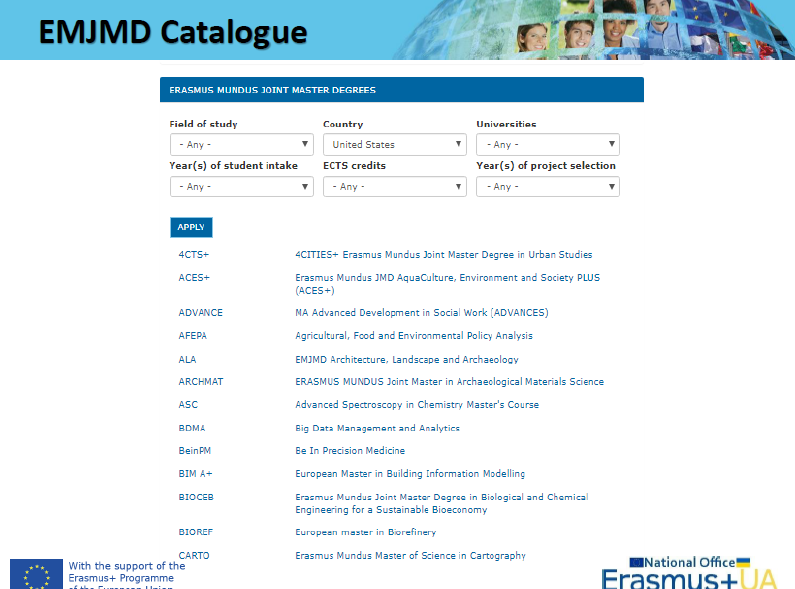 EMJMD Catalogue
ERASMUS MUNDUS JOINT MASTER DEGREES
Field of study Country Universities
- Any - United States - Any -
Year(s) of student intake ECTS credits Year(s) of project selection
- Any - - Any - - Any -
APPLY
4CTS+ 4CITIES+ Erasmus Mundus Joint Master Degree in Urban Studies
ACES+ Erasmus Mundus JMD AquaCulture, Environment and Society PLUS
(ACES+)
ADVANCE MA Advanced Development in Social Work (ADVANCES)
AFEPA Agricultural, Food and Environmental Policy Analysis
ALA EMJMD Architecture, Landscape and Archaeology
ARCHMAT ERASMUS MUNDUS Joint Master in Archaeological Materials Science
ASC Advanced Spectroscopy in Chemistry Master's Course
BDMA Big Data Management and Analytics
BeinPM Be In Precision Medicine
BIM A+ European Master in Building Information Modelling
BIOCEB Erasmus Mundus Joint Master Degree in Biological and Chemical
Engineering for a Sustainable Bioeconomy
BIOREF European master in Biorefinery
CARTO Erasmus Mundus Master of Science in Cartography
With the support of the
Erasmus+ Programme
of the European Union
National Office
Erasmus+UA